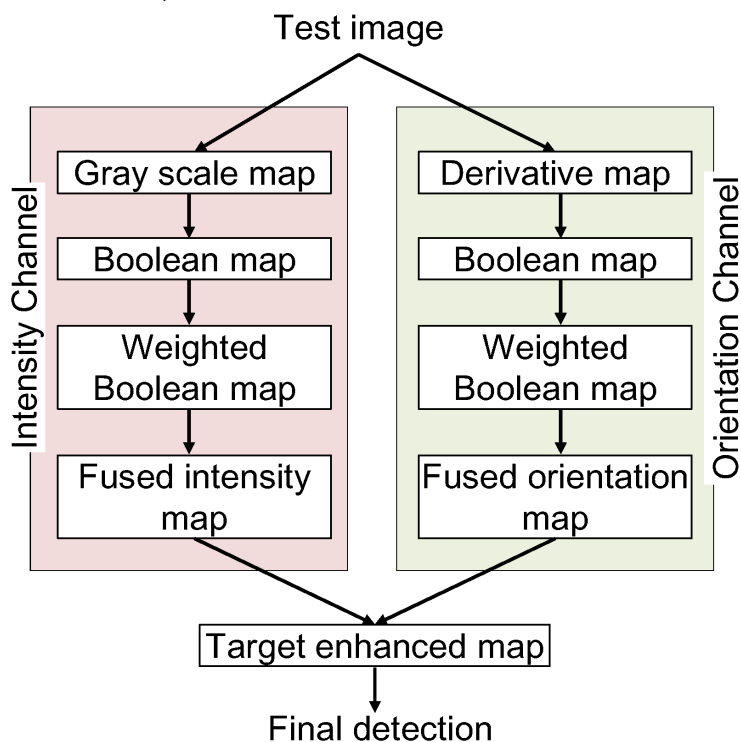 Test image
Intensity Channel
Gray scale map
Boolean map
Weighted
Boolean map
Fused intensity
map
Orientation Channel
Derivative map
Boolean map
Weighted
Boolean map
Fused orientation
map
Target enhanced map
Final detection